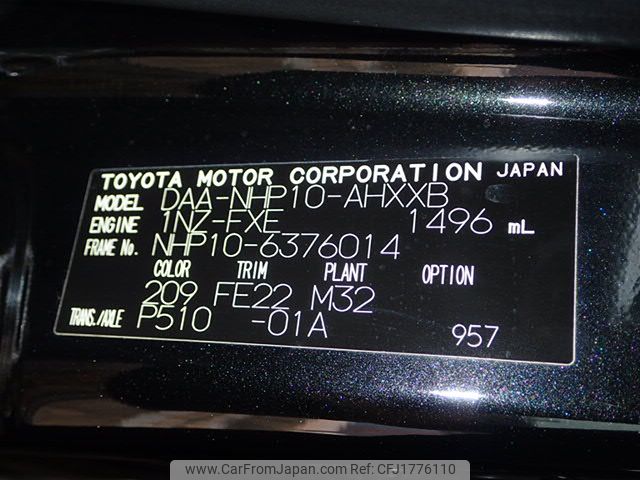 TOYOTA MOTOR CORPORATION JAPAN
MODEL DAA-NHP10-AHXXB
ENGINE 1NZ-FXE 1496 mL
FRAME No. NHP10-6376014
COLOR TRIM PLANT OPTION
209 FE22 M32
TRANS./AXLE P510 -01A 957
www.CarFromJapan.com Ref No CFJ1776110